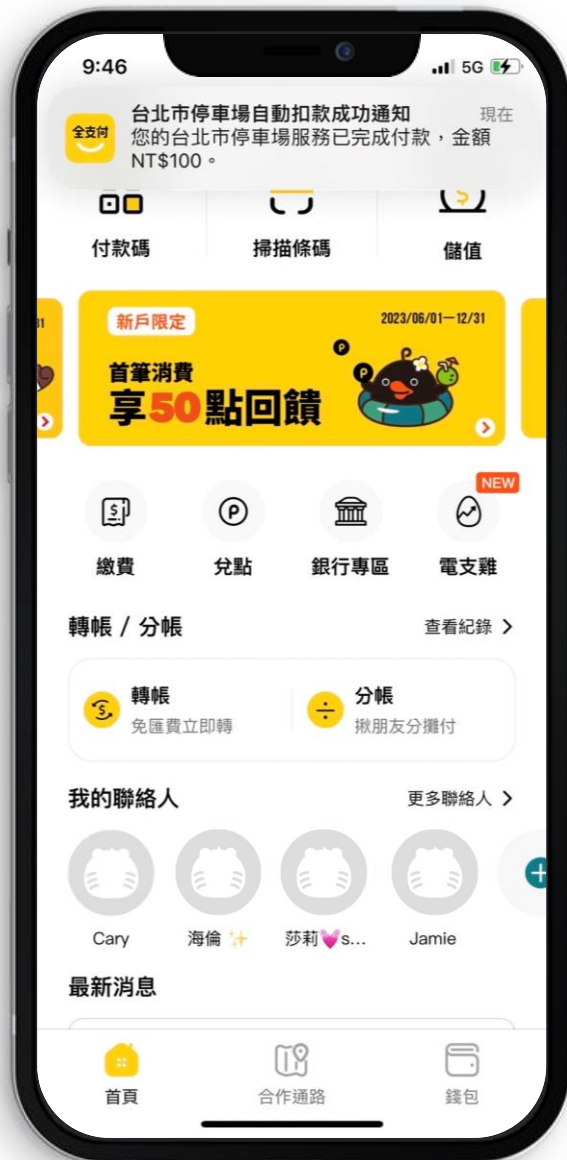 9:46
5G
全支付
台北市停車場自動扣款成功通知
現在
您的台北市停車場服務已完成付款，金額
NT$100。
付款碼
掃描條碼
儲值
新戶限定
2023/06/01—12/31
首筆消費
享50點回饋
NEW
繳費
兌點
銀行專區
電支雞
轉帳 / 分帳
查看紀錄
轉帳
免匯費立即轉
分帳
揪朋友分攤付
我的聯絡人
更多聯絡人
Cary
海倫✨
莎莉💓s...
Jamie
最新消息
首頁
合作通路
錢包